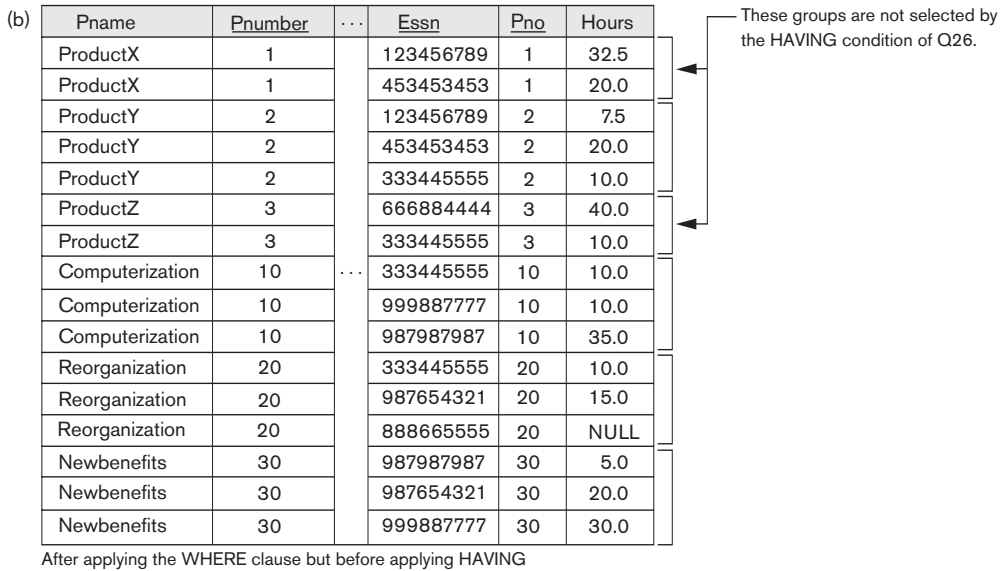 (b)
Pname Pnumber ... Essn Pno Hours
ProductX 1 123456789 1 32.5
ProductX 1 453453453 1 20.0
ProductY 2 123456789 2 7.5
ProductY 2 453453453 2 20.0
ProductY 2 333445555 2 10.0
ProductZ 3 666884444 3 40.0
ProductZ 3 333445555 3 10.0
Computerization 10 ... 333445555 10 10.0
Computerization 10 999887777 10 10.0
Computerization 10 987987987 10 35.0
Reorganization 20 333445555 20 10.0
Reorganization 20 987654321 20 15.0
Reorganization 20 888665555 20 NULL
Newbenefits 30 987987987 30 5.0
Newbenefits 30 987654321 30 20.0
Newbenefits 30 999887777 30 30.0
After applying the WHERE clause but before applying HAVING
These groups are not selected by
the HAVING condition of Q26.